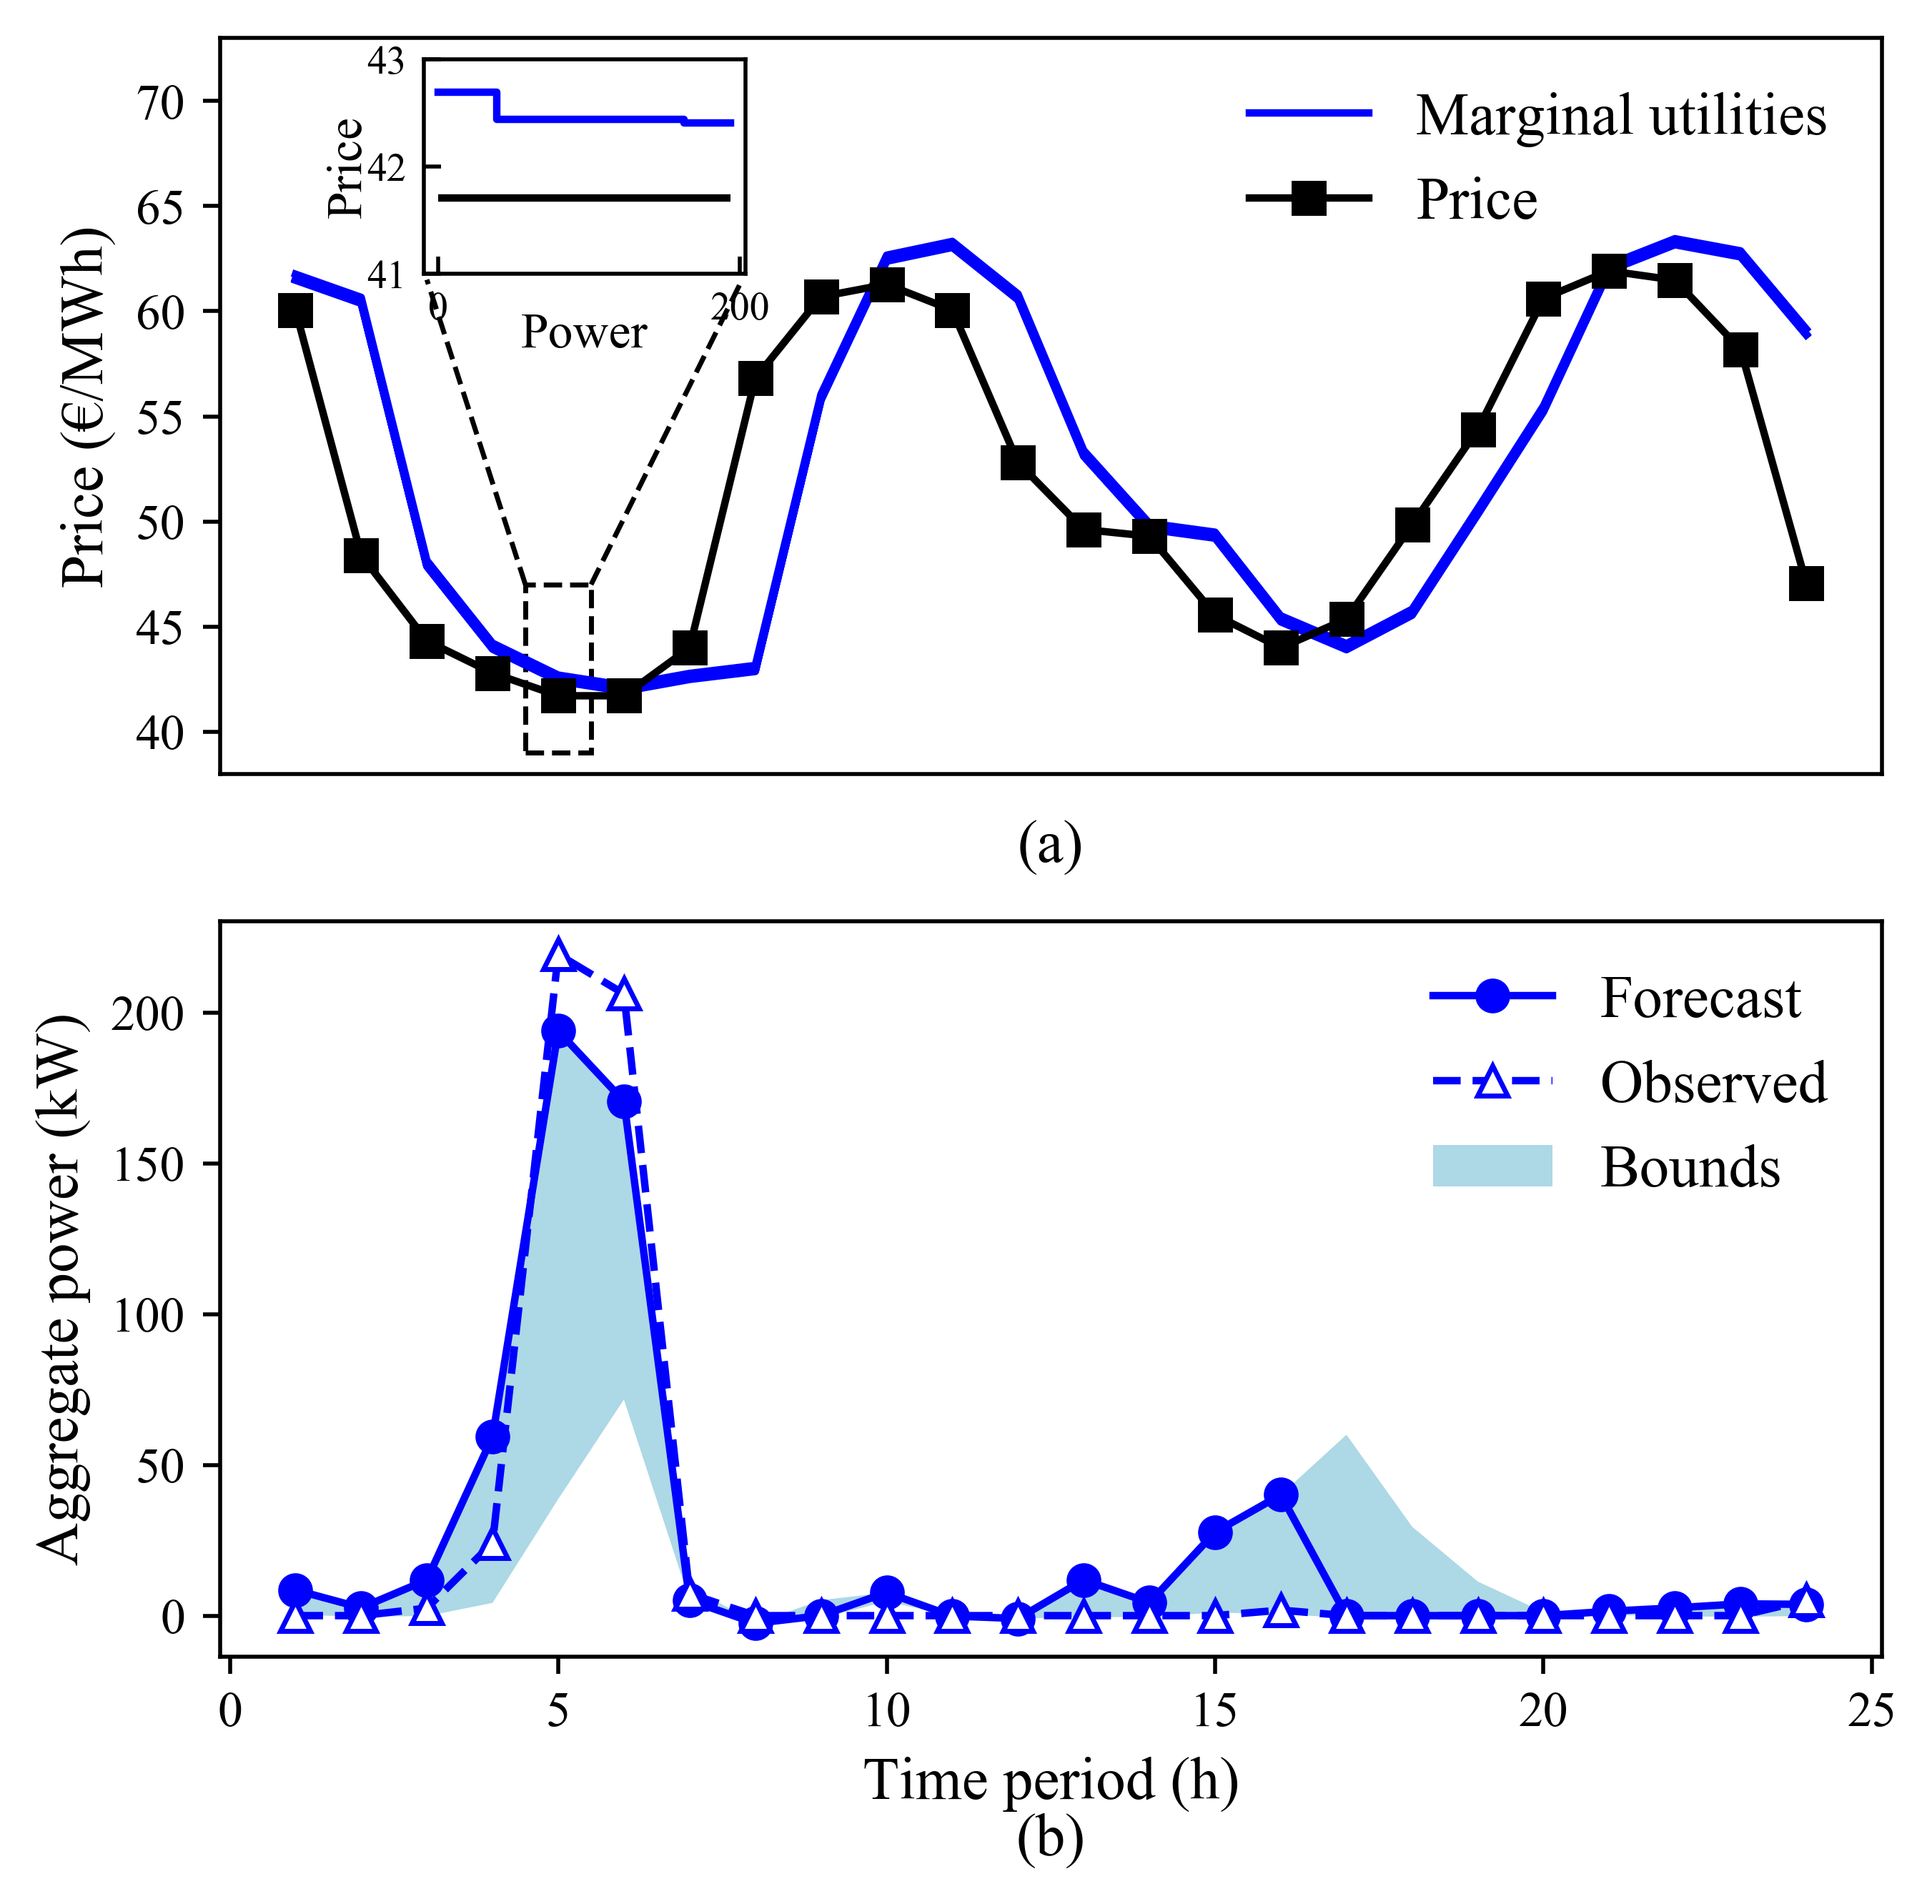 43
42
41
Price
0
200
Power
Marginal utilities
Price
70
65
60
55
50
45
40
Price (€/MWh)
(a)
Forecast
Observed
Bounds
200
150
100
50
0
Aggregate power (kW)
0
5
10
15
20
25
Time period (h)
(b)